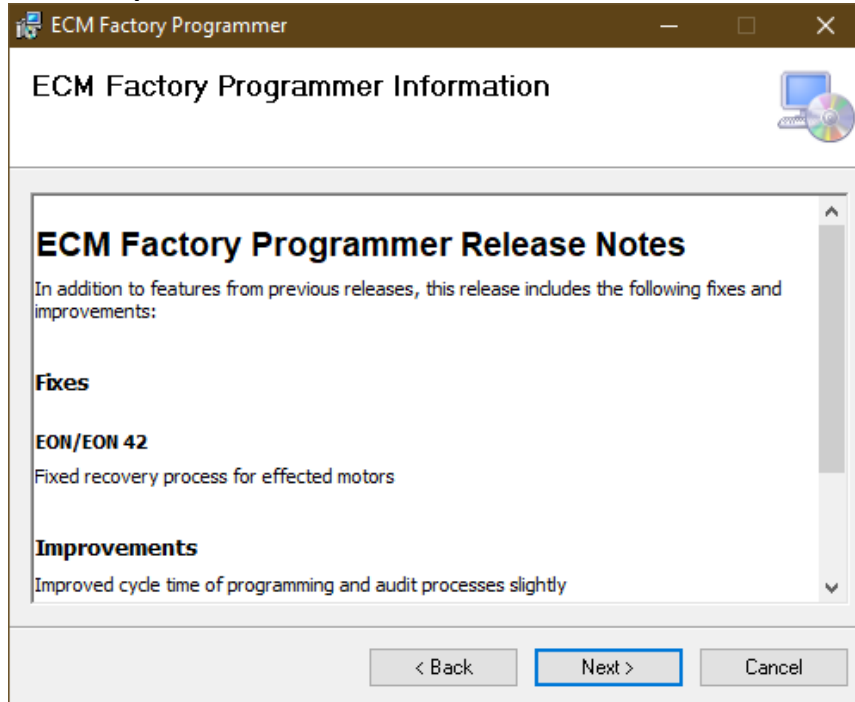 ECM Factory Programmer
ECM Factory Programmer Information
ECM Factory Programmer Release Notes
In addition to features from previous releases, this release includes the following fixes and
improvements:
Fixes
EON/EON 42
Fixed recovery process for effected motors
Improvements
Improved cycle time of programming and audit processes slightly
< Back
Next >
Cancel